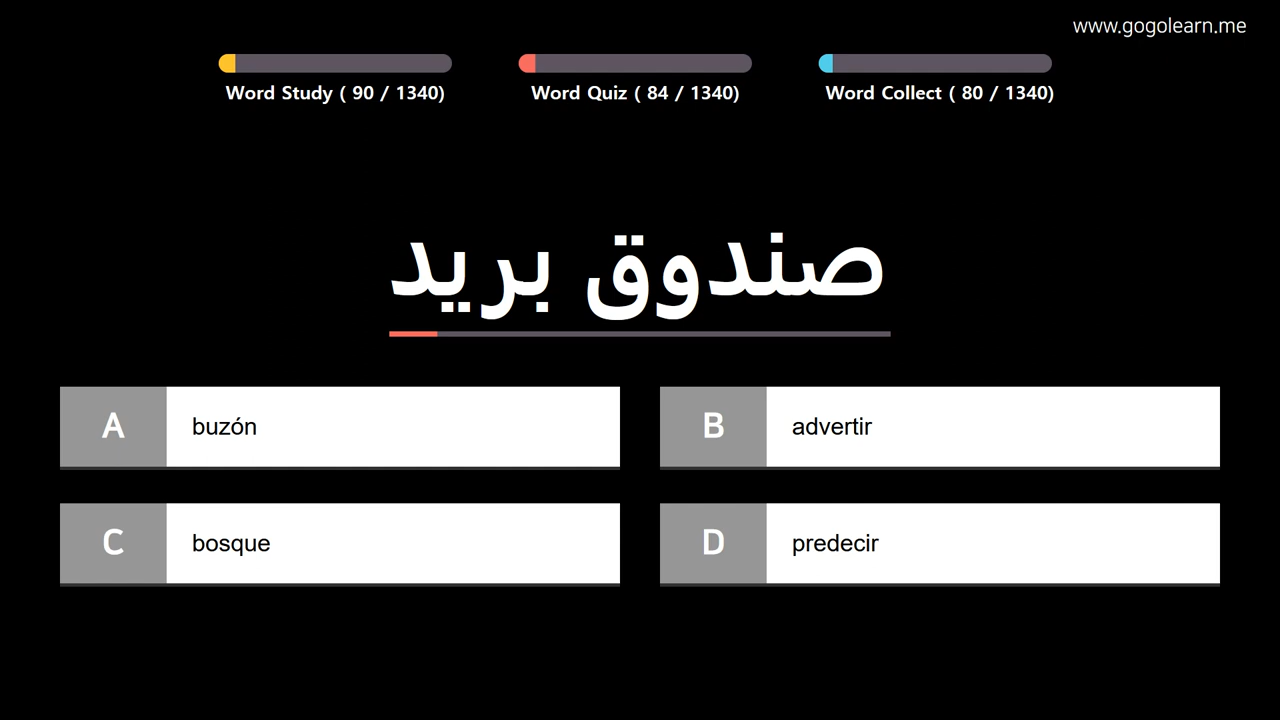 www.gogolearn.me
Word Study ( 90 / 1340)
Word Quiz ( 84 / 1340)
Word Collect ( 80 / 1340)
صندوق بريد
A buzón
B advertir
C bosque
D predecir